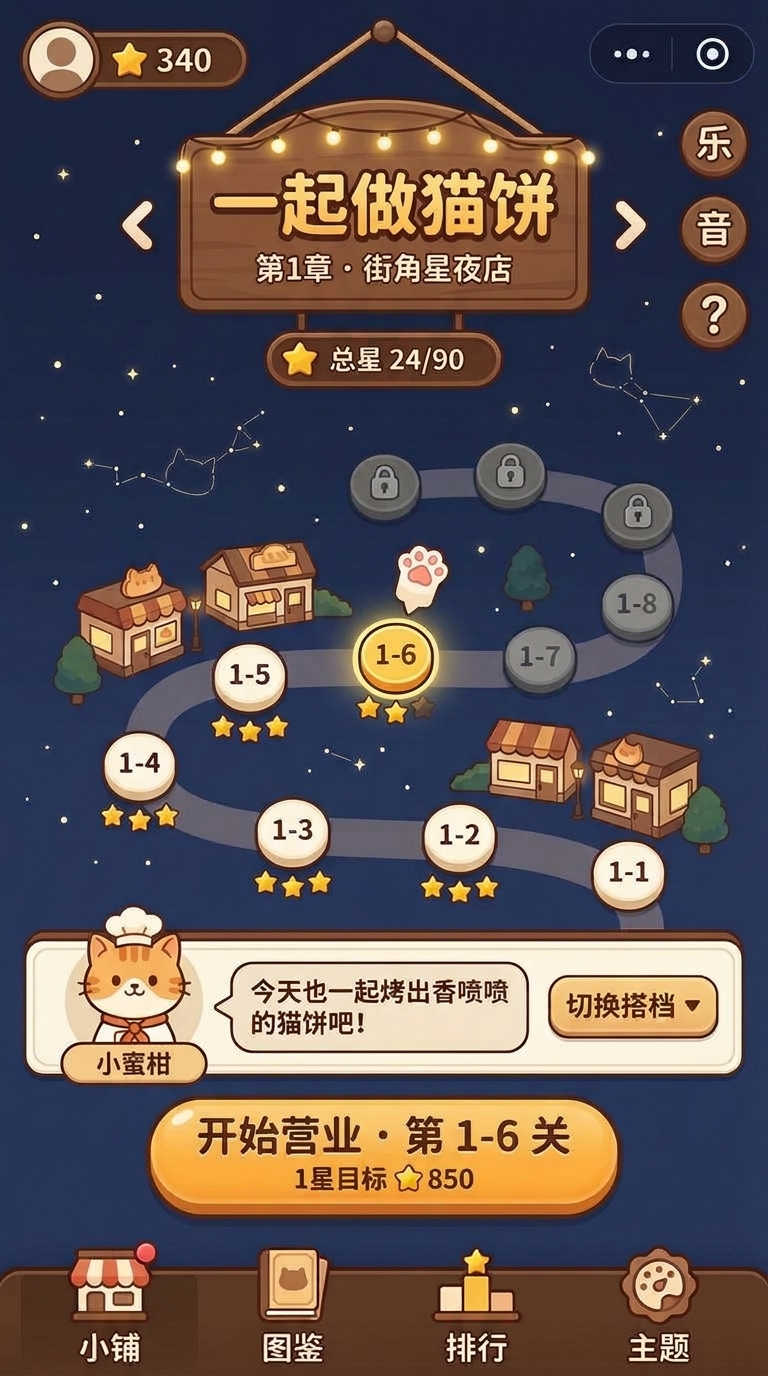 340
乐
一起做猫饼
音
第1章·街角星夜店
?
总星 24/90
1-8
1-7
1-6
1-5
1-4
1-3
1-2
1-1
今天也一起烤出香喷喷
的猫饼吧!
切换搭档
小蜜柑
开始营业·第 1-6 关
1星目标 850
小铺
图鉴
排行
主题